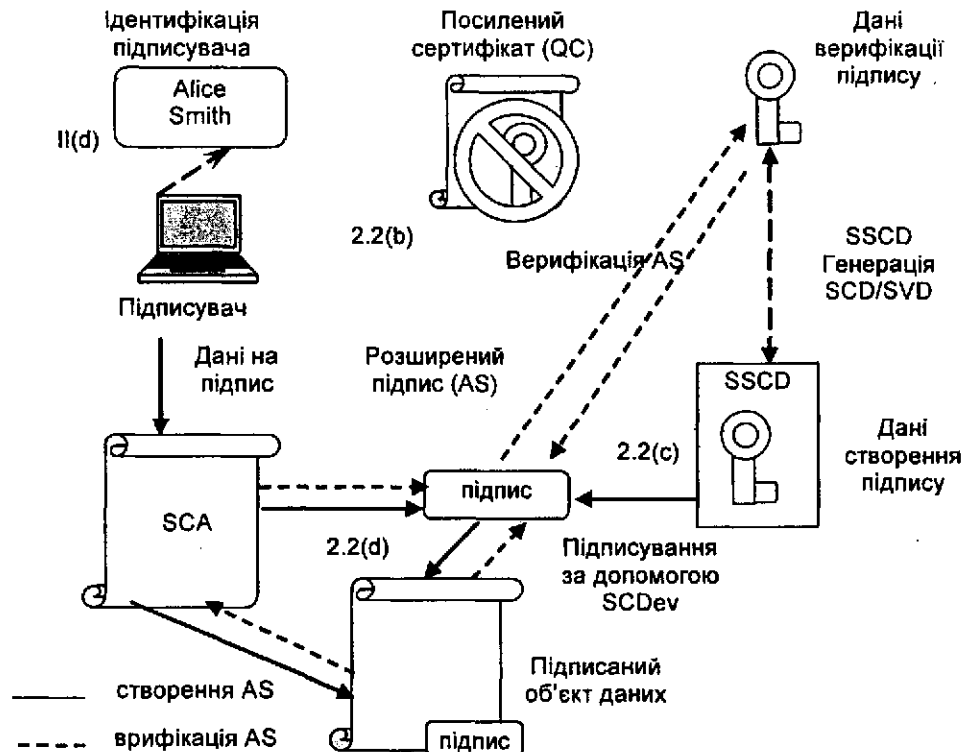 Ідентифікація
підписувача
Alice
Smith
II(d)
Підписувач
Посилений
сертифікат (QC)
2.2(b)
Дані
верифікації
підпису
Верифікація AS
SSCD
Генерація
SCD/SVD
Дані на
підпис
Розширений
підпис (AS)
SSCD
2.2(c)
Дані
створення
підпису
SCA
підпис
2.2(d)
Підписування
за допомогою
SCDev
Підписаний
об'єкт даних
підпис
створення AS
врифікація AS